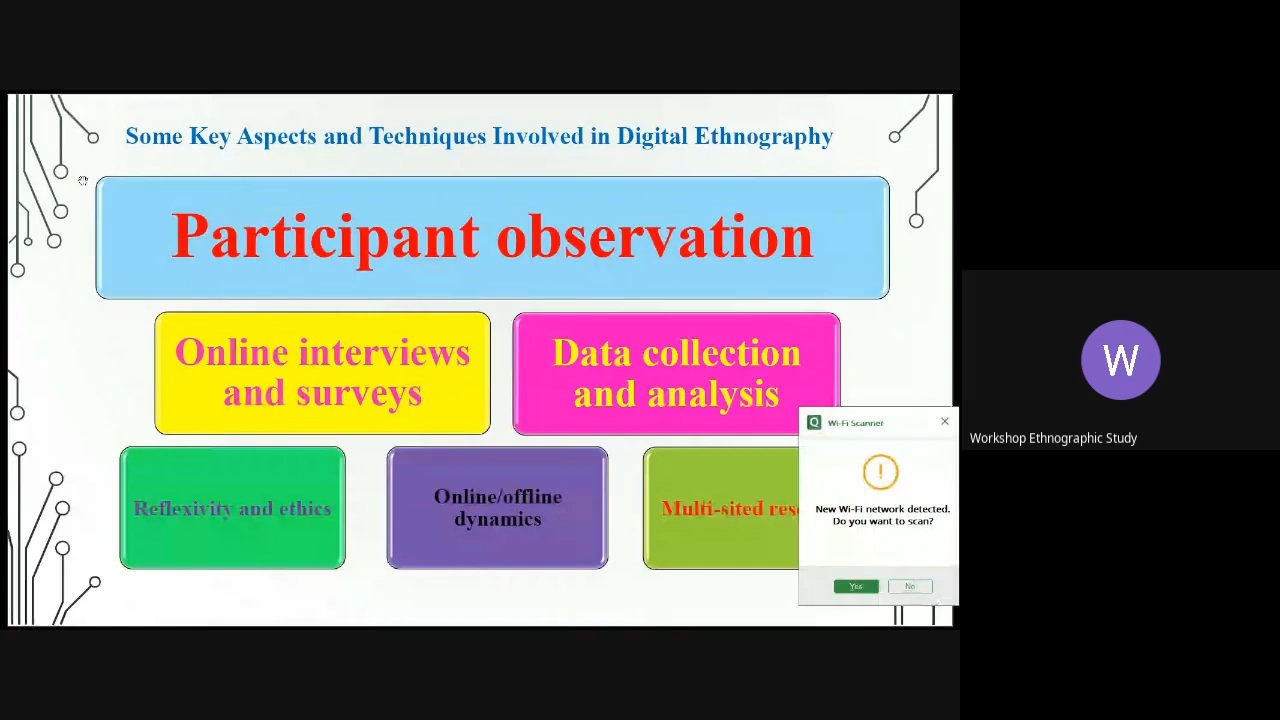 Some Key Aspects and Techniques Involved in Digital Ethnography
Participant observation
Online interviews
and surveys
Data collection
and analysis
Reflexivity and ethics
Online/offline
dynamics
Multi-sited
Wi-Fi Scanner
New Wi-Fi network detected.
Do you want to scan?
Yes
No
W
Workshop Ethnographic Study